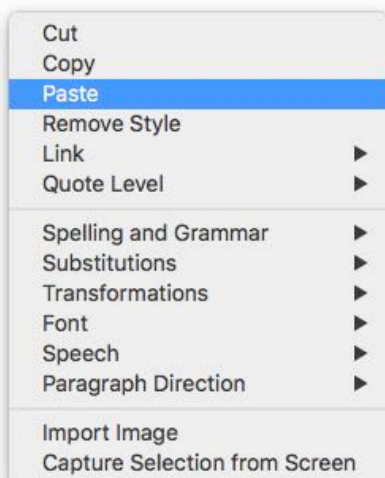 Cut
Copy
Paste
Remove Style
Link
Quote Level
Spelling and Grammar
Substitutions
Transformations
Font
Speech
Paragraph Direction
Import Image
Capture Selection from Screen